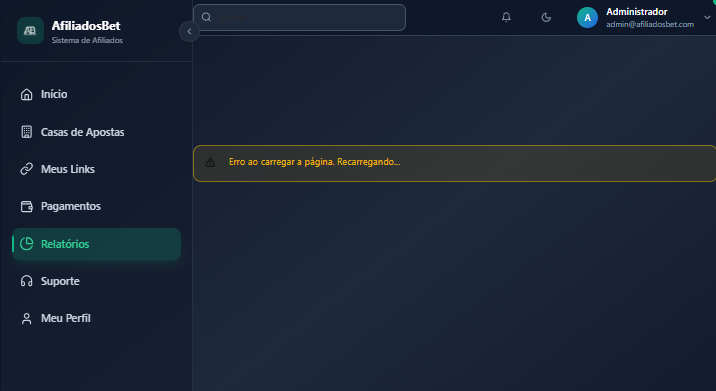 AfiliadosBet
Sistema de Afiliados
Administrador
A
admin@afiliadosbet.com
Início
Casas de Apostas
Meus Links
Pagamentos
Relatórios
Suporte
Meu Perfil
Erro ao carregar a página. Recarregando...